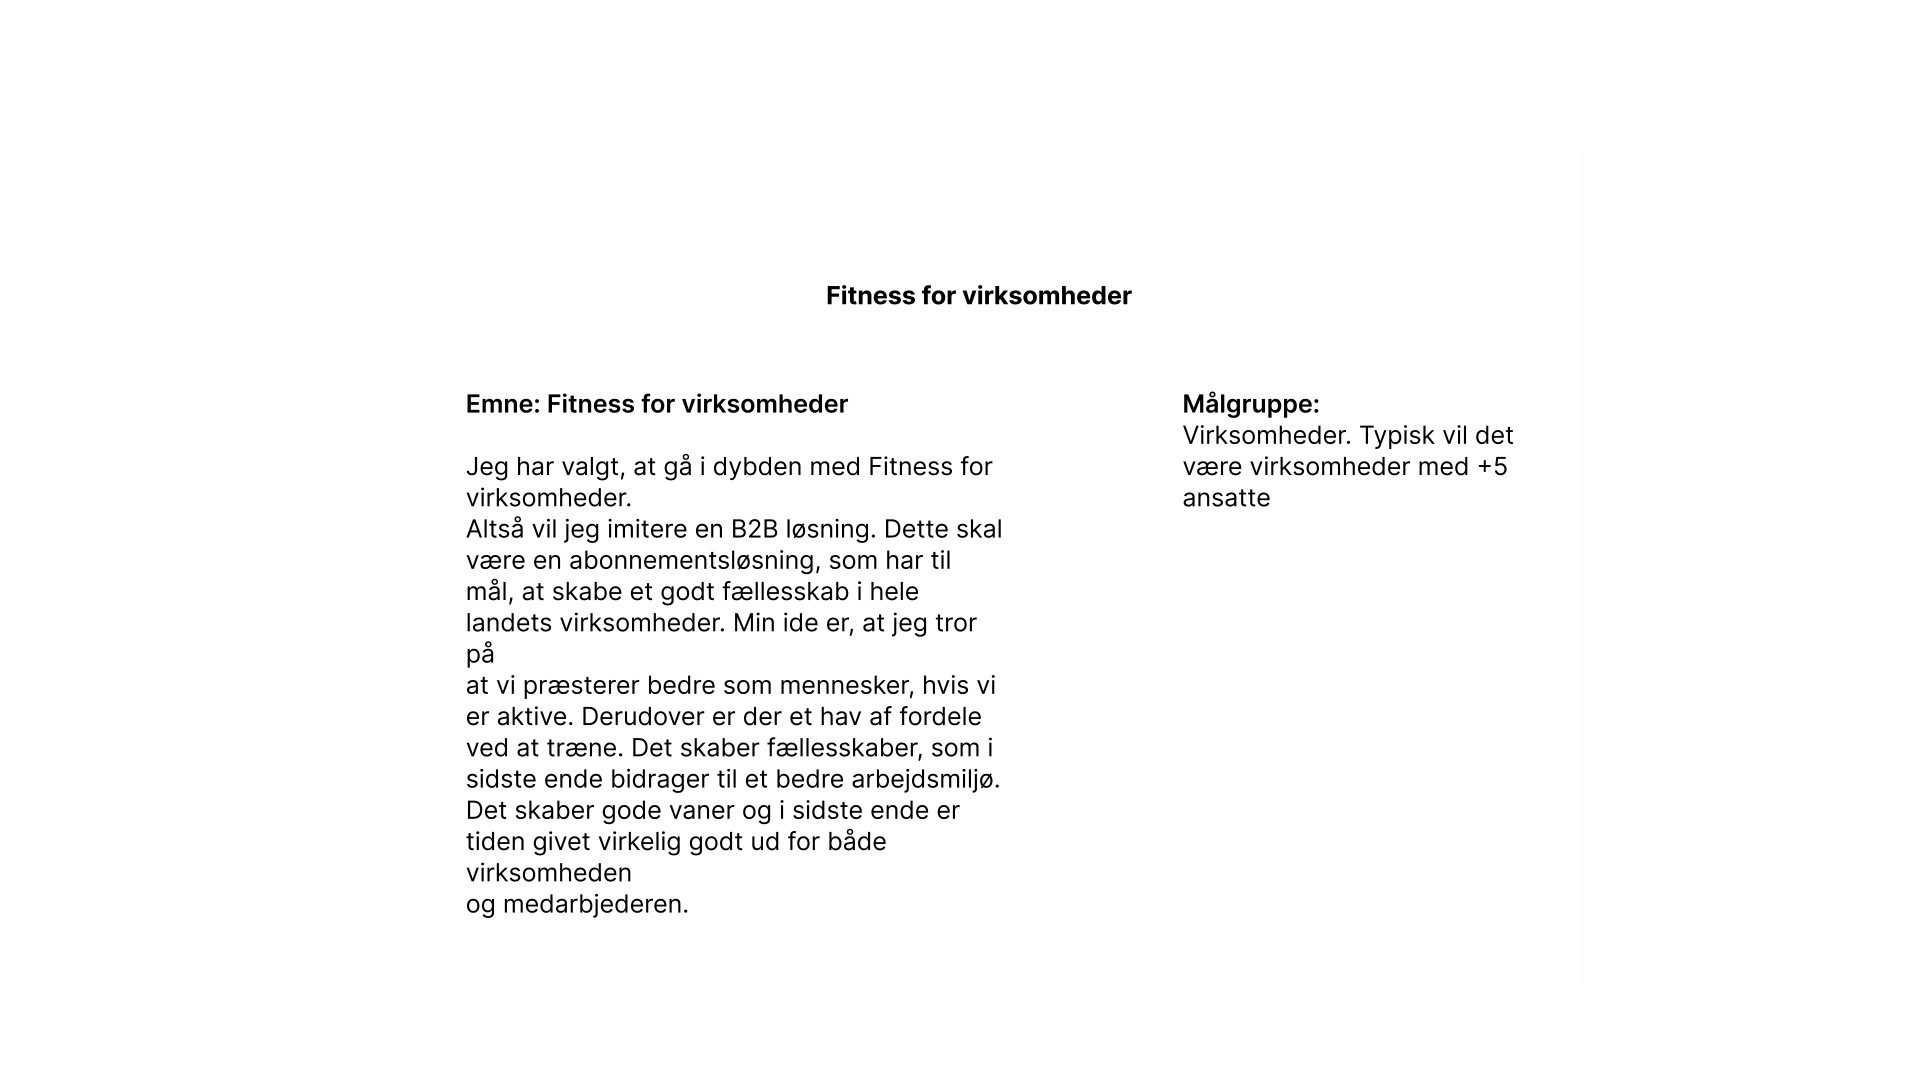 Fitness for virksomheder
Emne: Fitness for virksomheder
Jeg har valgt, at gå i dybden med Fitness for
virksomheder.
Altså vil jeg imitere en B2B løsning. Dette skal
være en abonnementsløsning, som har til
mål, at skabe et godt fællesskab i hele
landets virksomheder. Min ide er, at jeg tror
på
at vi præsterer bedre som mennesker, hvis vi
er aktive. Derudover er der et hav af fordele
ved at træne. Det skaber fællesskaber, som i
sidste ende bidrager til et bedre arbejdsmiljø.
Det skaber gode vaner og i sidste ende er
tiden givet virkelig godt ud for både
virksomheden
og medarbjederen.
Målgruppe:
Virksomheder. Typisk vil det
være virksomheder med +5
ansatte